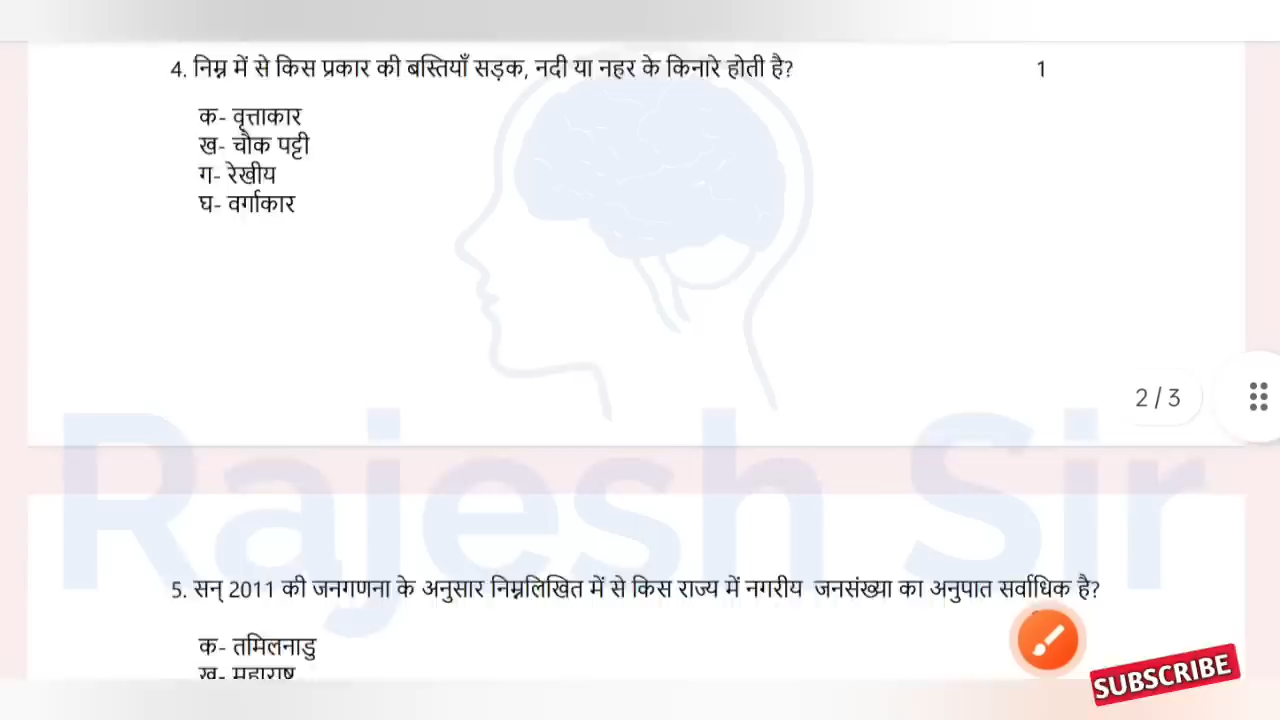 4. निम्न में से किस प्रकार की बस्तियाँ सड़क, नदी या नहर के किनारे होती है? 1
क- वृत्ताकार
ख- चौक पट्टी
ग- रेखीय
घ- वर्गाकार
2 / 3
Rajesh Sir
5. सन् 2011 की जनगणना के अनुसार निम्नलिखित में से किस राज्य में नगरीय जनसंख्या का अनुपात सर्वाधिक है?
क- तमिलनाडु
SUBSCRIBE